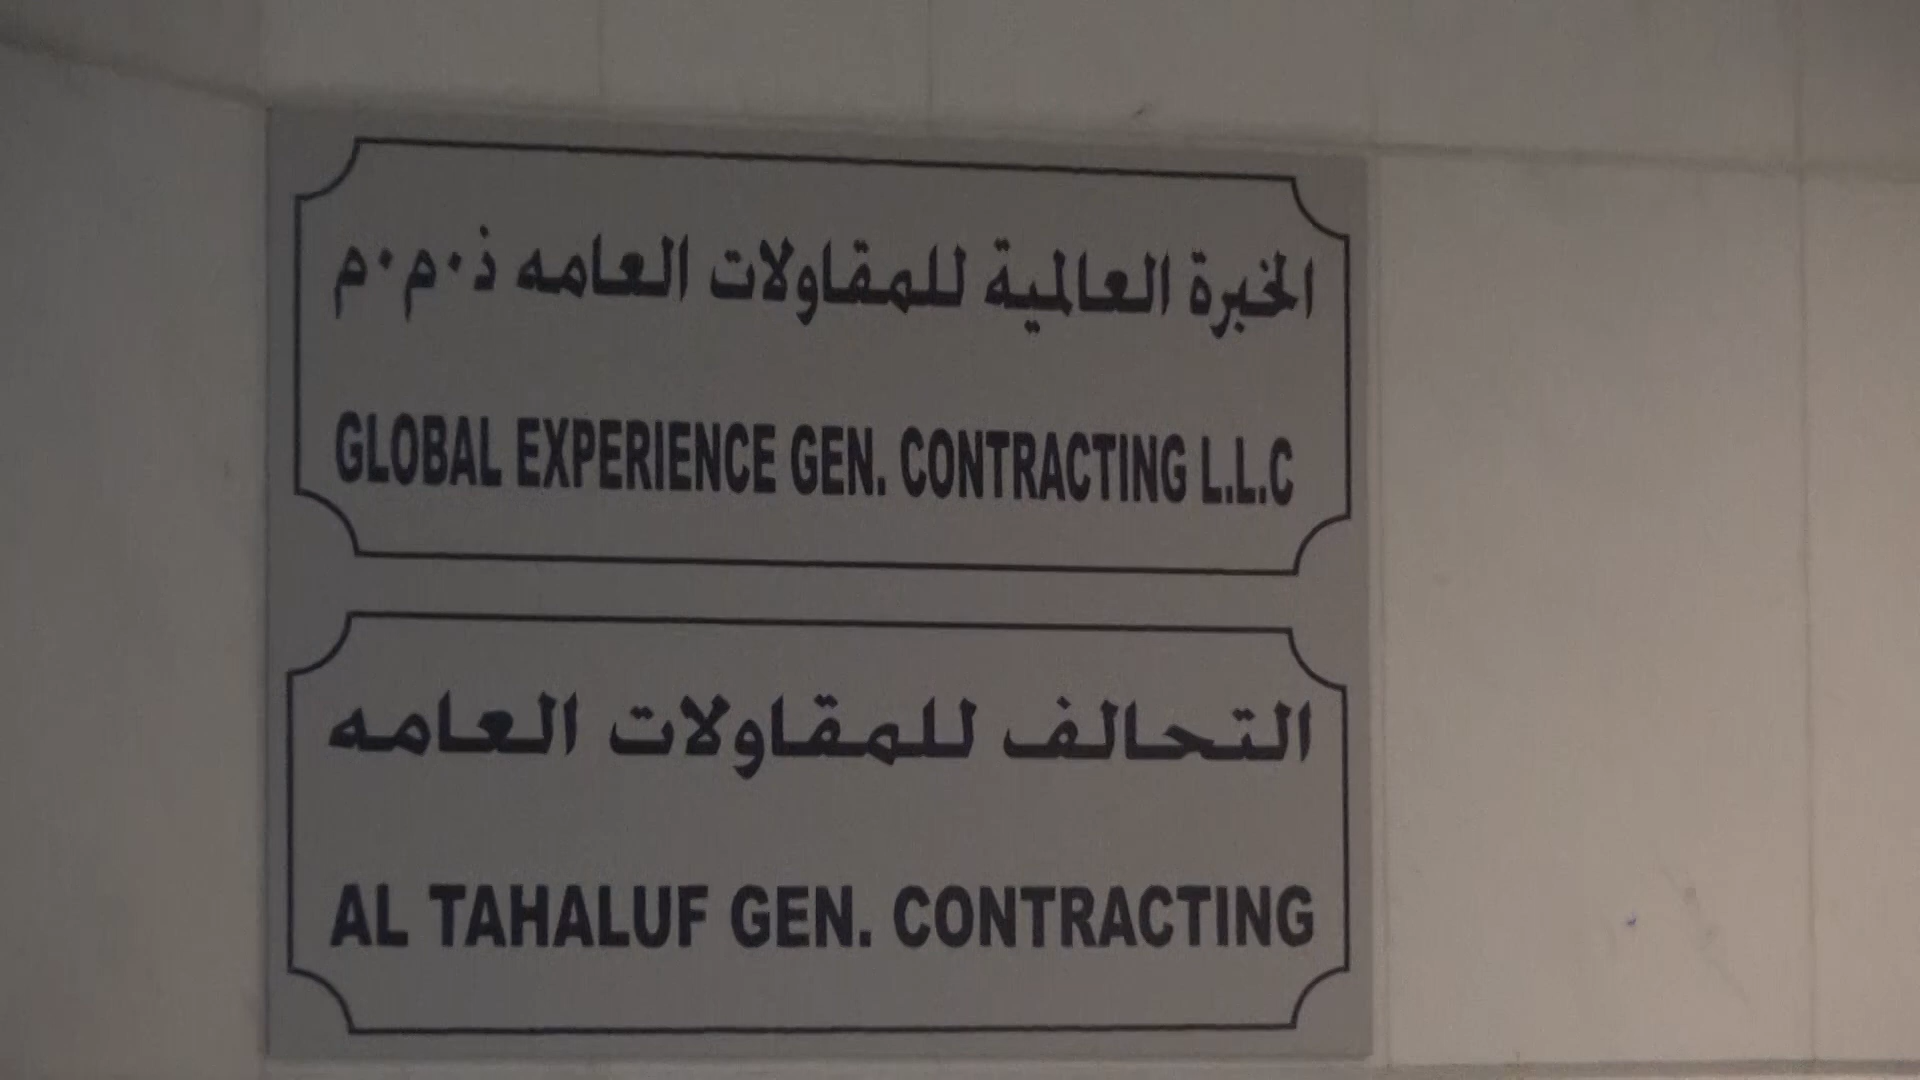 الخبرة العالمية للمقاولات العامه ذ.م.م
GLOBAL EXPERIENCE GEN. CONTRACTING L.L.C
التحالف للمقاولات العامه
AL TAHALUF GEN. CONTRACTING